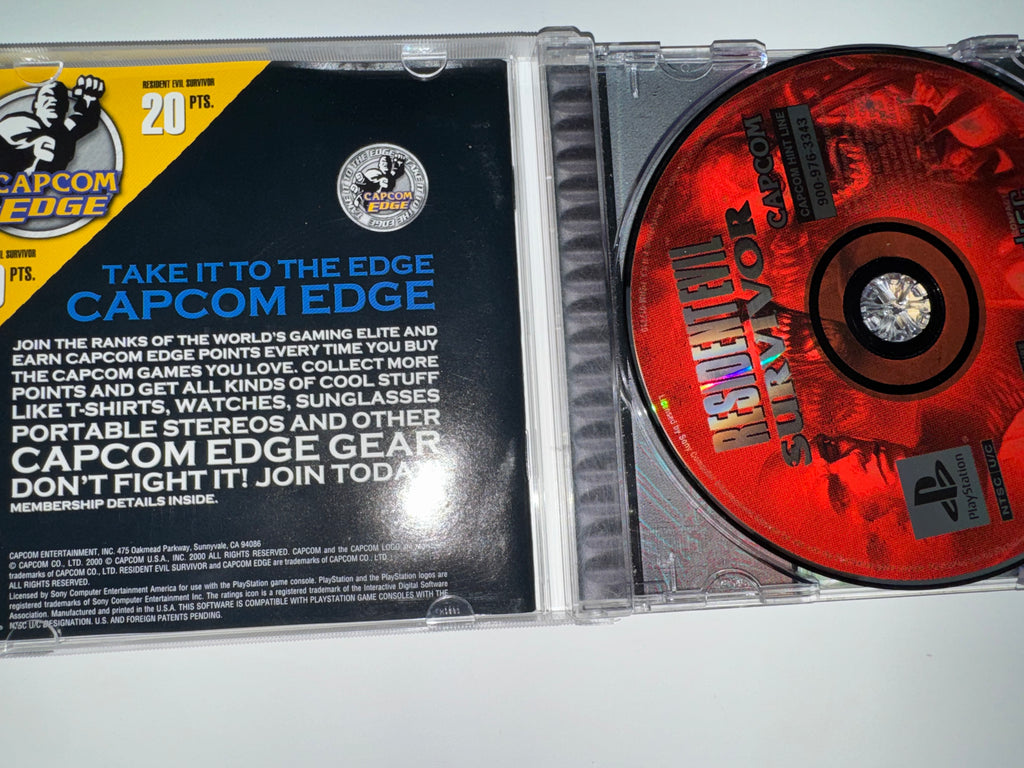 RESIDENT EVIL SURVIVOR
20 PTS.
CAPCOM
EDGE
SURVIVOR
PTS.
CAPCOM
EDGE
TAKE IT TO THE EDGE
CAPCOM EDGE
JOIN THE RANKS OF THE WORLD'S GAMING ELITE AND
EARN CAPCOM EDGE POINTS EVERY TIME YOU BUY
THE CAPCOM GAMES YOU LOVE. COLLECT MORE
POINTS AND GET ALL KINDS OF COOL STUFF
LIKE T-SHIRTS, WATCHES, SUNGLASSES
PORTABLE STEREOS AND OTHER
CAPCOM EDGE GEAR
DON'T FIGHT IT! JOIN TODAY
MEMBERSHIP DETAILS INSIDE.
CAPCOM ENTERTAINMENT, INC. 475 Oakmead Parkway, Sunnyvale, CA 94086
© CAPCOM CO., LTD. 2000 © CAPCOM U.S.A., INC. 2000 ALL RIGHTS RESERVED. CAPCOM and the CAPCOM LOGO are
trademarks of CAPCOM CO., LTD. RESIDENT EVIL SURVIVOR and CAPCOM EDGE are trademarks of CAPCOM CO., LTD.
ALL RIGHTS RESERVED.
Licensed by Sony Computer Entertainment America for use with the PlayStation game console. PlayStation and the PlayStation logos are
registered trademarks of Sony Computer Entertainment Inc. The ratings icon is a registered trademark of the Interactive Digital Software
Association. Manufactured and printed in the U.S.A. THIS SOFTWARE IS COMPATIBLE WITH PLAYSTATION GAME CONSOLES WITH THE
NTSC U/C DESIGNATION. U.S. AND FOREIGN PATENTS PENDING.
RESIDENT EVIL
SURVIVOR
CAPCOM
CAPCOM HINT LINE
900-976-3343
Licensed by Sony Computer
PlayStation
NTSC U/C